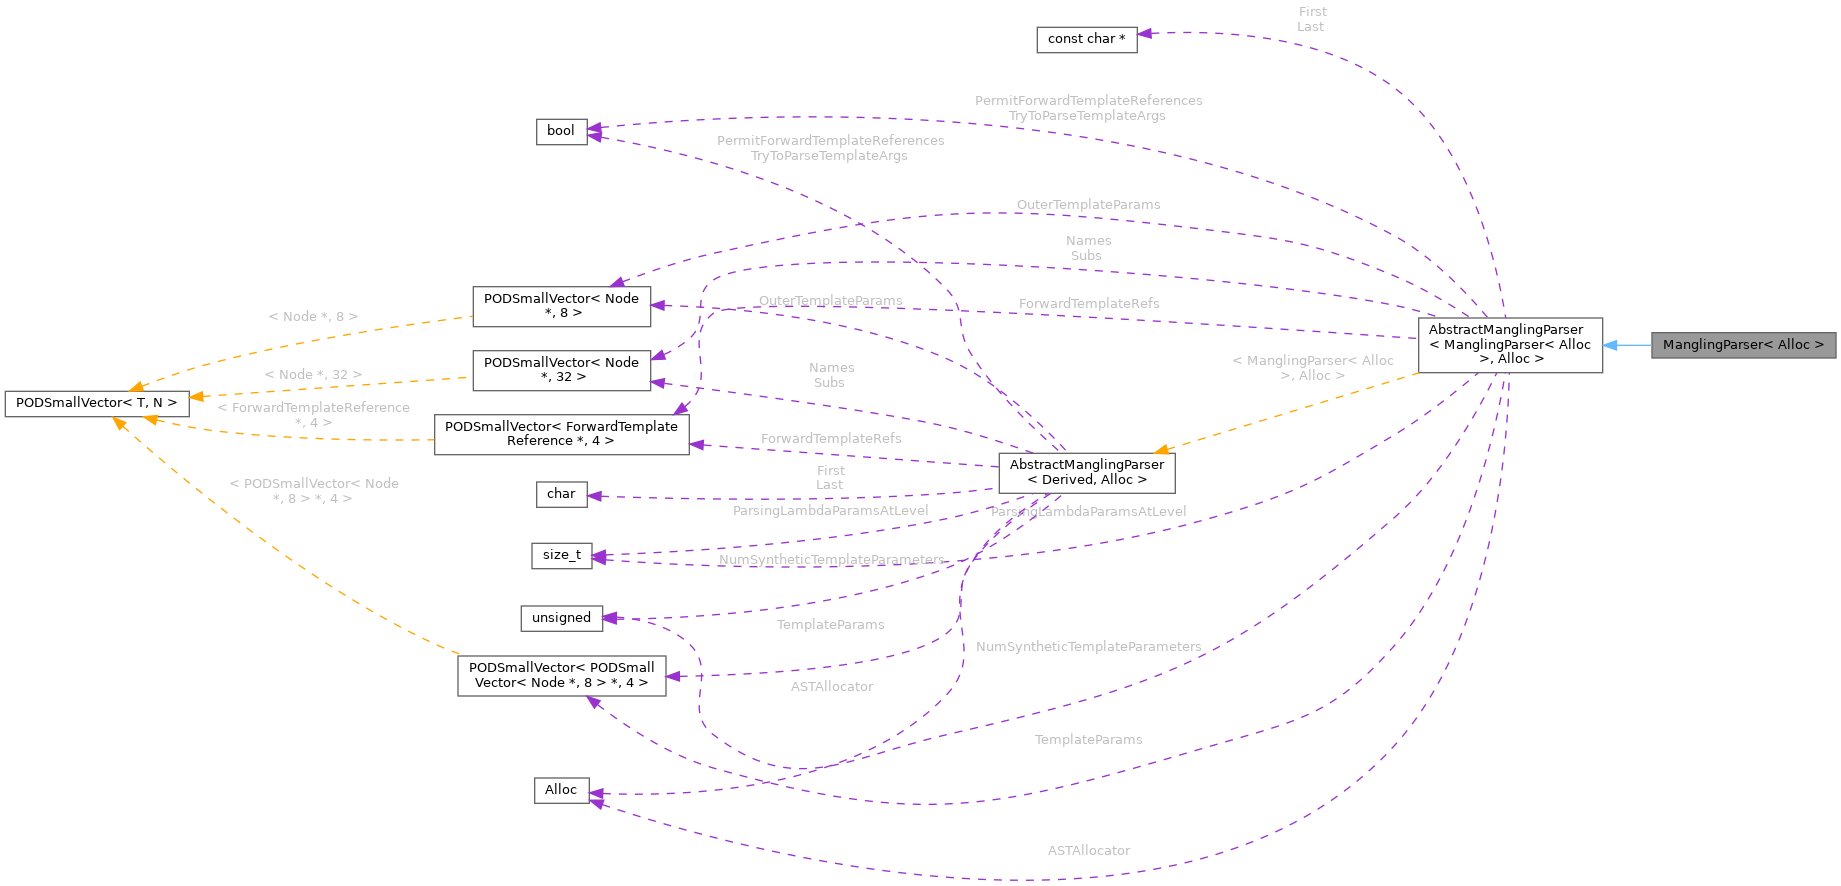 First
Last
const char *
PermitForwardTemplateReferences
TryToParseTemplateArgs
bool
PermitForwardTemplateReferences
TryToParseTemplateArgs
OuterTemplateParams
Names
Subs
PODSmallVector< Node
*, 8 >
OuterTemplateParams
ForwardTemplateRefs
< Node *, 8 >
AbstractManglingParser
< ManglingParser< Alloc
>, Alloc >
ManglingParser< Alloc >
PODSmallVector< Node
*, 32 >
< Node *, 32 >
Names
Subs
< ManglingParser< Alloc
>, Alloc >
PODSmallVector< T, N >
< ForwardTemplateReference
*, 4 >
PODSmallVector< ForwardTemplate
Reference *, 4 >
ForwardTemplateRefs
AbstractManglingParser
< Derived, Alloc >
First
Last
< PODSmallVector< Node
*, 8 > *, 4 >
char
ParsingLambdaParamsAtLevel
ParsingLambdaParamsAtLevel
size_t
NumSyntheticTemplateParameters
unsigned
TemplateParams
NumSyntheticTemplateParameters
PODSmallVector< PODSmall
Vector< Node *, 8 > *, 4 >
ASTAllocator
TemplateParams
Alloc
ASTAllocator